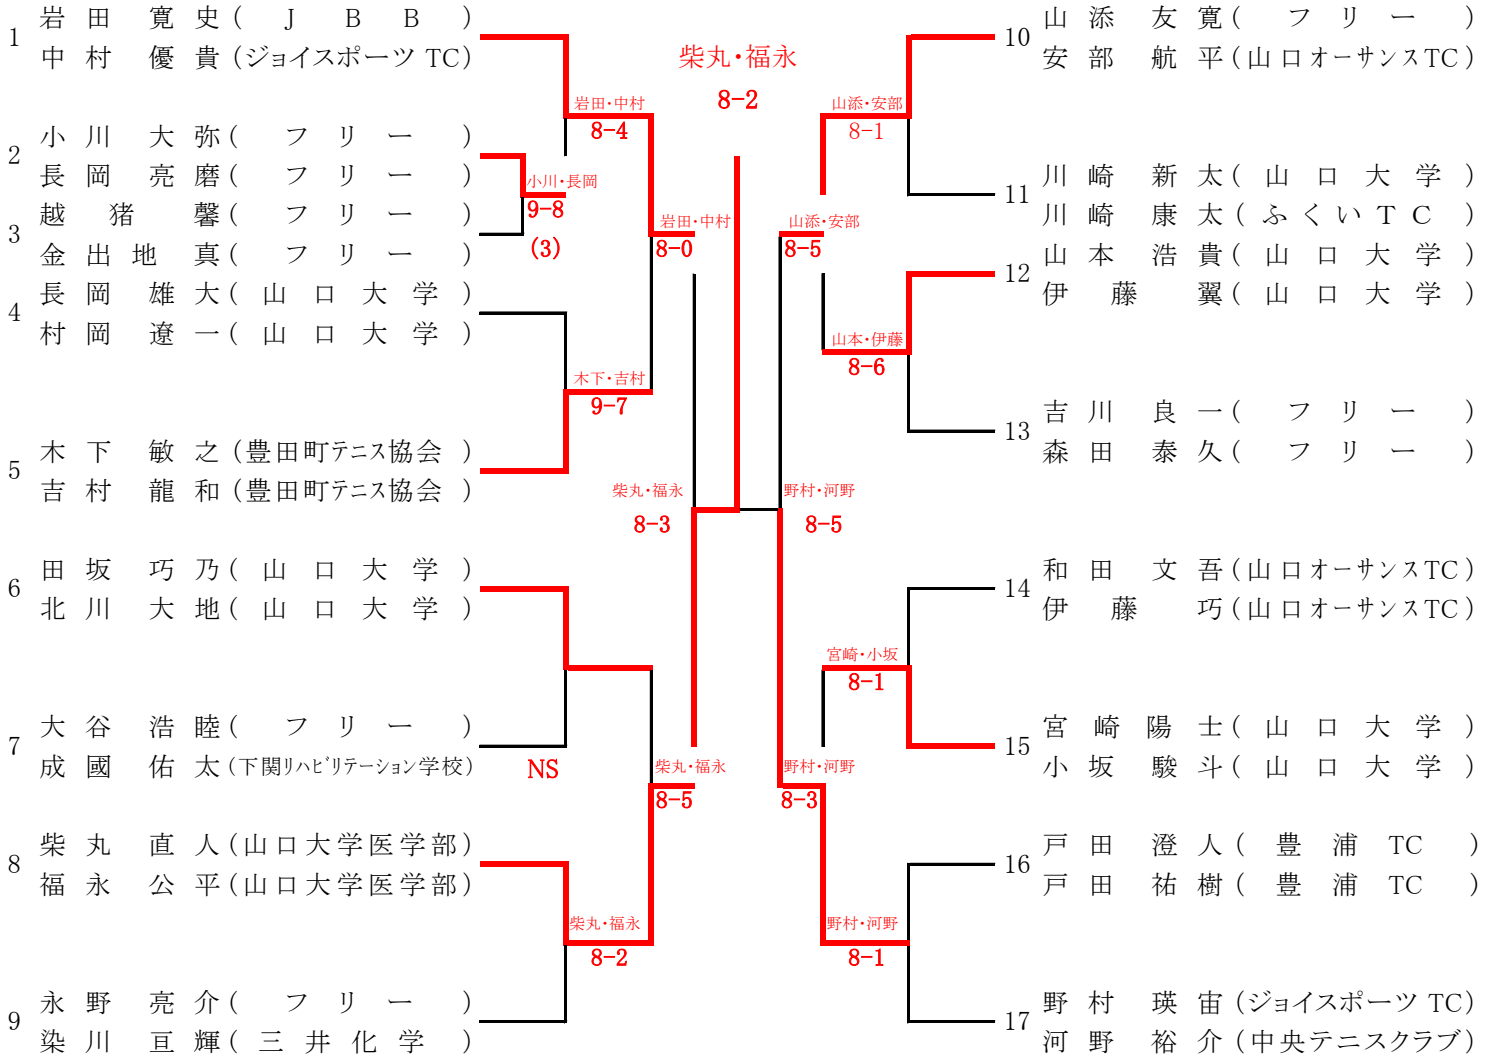 1
岩田 寛史(JBB)
中村 優貴(ジョイスポーツ TC)
2
小川 大弥(フリー)
長岡 亮磨(フリー)
3
越猪 馨(フリー)
金出地 真(フリー)
4
長岡 雄大(山口大学)
村岡 遼一(山口大学)
5
木下 敏之(豊田町テニス協会)
吉村 龍和(豊田町テニス協会)
6
田坂 巧乃(山口大学)
北川 大地(山口大学)
7
大谷 浩睦(フリー)
成國 佑太(下関リハビリテーション学校)
8
柴丸 直人(山口大学医学部)
福永 公平(山口大学医学部)
9
永野 亮介(フリー)
染川 亘輝(三井化学)
岩田・中村
8-4
小川・長岡
9-8
(3)
岩田・中村
8-0
木下・吉村
9-7
柴丸・福永
8-3
NS
柴丸・福永
8-5
柴丸・福永
8-2
柴丸・福永
8-2
山添・安部
8-1
山添・安部
8-5
山本・伊藤
8-6
野村・河野
8-5
宮崎・小坂
8-1
野村・河野
8-3
野村・河野
8-1
10
山添 友寛(フリー)
安部 航平(山口オーサンスTC)
11
川崎 新太(山口大学)
川崎 康太(ふくいTC)
12
山本 浩貴(山口大学)
伊藤 翼(山口大学)
13
吉川 良一(フリー)
森田 泰久(フリー)
14
和田 文吾(山口オーサンスTC)
伊藤 巧(山口オーサンスTC)
15
宮崎 陽士(山口大学)
小坂 駿斗(山口大学)
16
戸田 澄人(豊浦 TC)
戸田 祐樹(豊浦 TC)
17
野村 瑛宙(ジョイスポーツ TC)
河野 裕介(中央テニスクラブ)